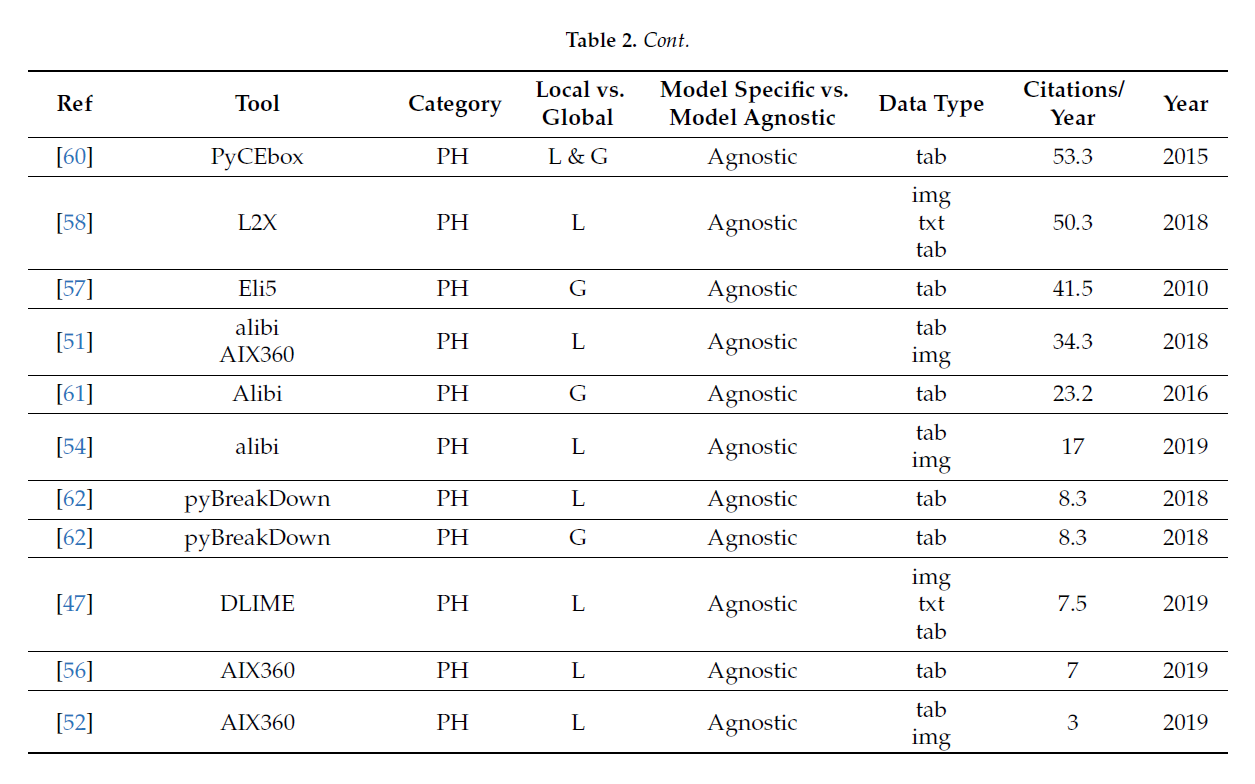 Table 2. Cont.
Ref Tool Category Local vs. Global Model Specific vs. Model Agnostic Data Type Citations/ Year Year
[60] PyCEbox PH L & G Agnostic tab 53.3 2015
[58] L2X PH L Agnostic img txt tab 50.3 2018
[57] Eli5 PH G Agnostic tab 41.5 2010
[51] alibi AIX360 PH L Agnostic tab img 34.3 2018
[61] Alibi PH G Agnostic tab 23.2 2016
[54] alibi PH L Agnostic tab img 17 2019
[62] pyBreakDown PH L Agnostic tab 8.3 2018
[62] pyBreakDown PH G Agnostic tab 8.3 2018
[47] DLIME PH L Agnostic img txt tab 7.5 2019
[56] AIX360 PH L Agnostic tab 7 2019
[52] AIX360 PH L Agnostic tab img 3 2019